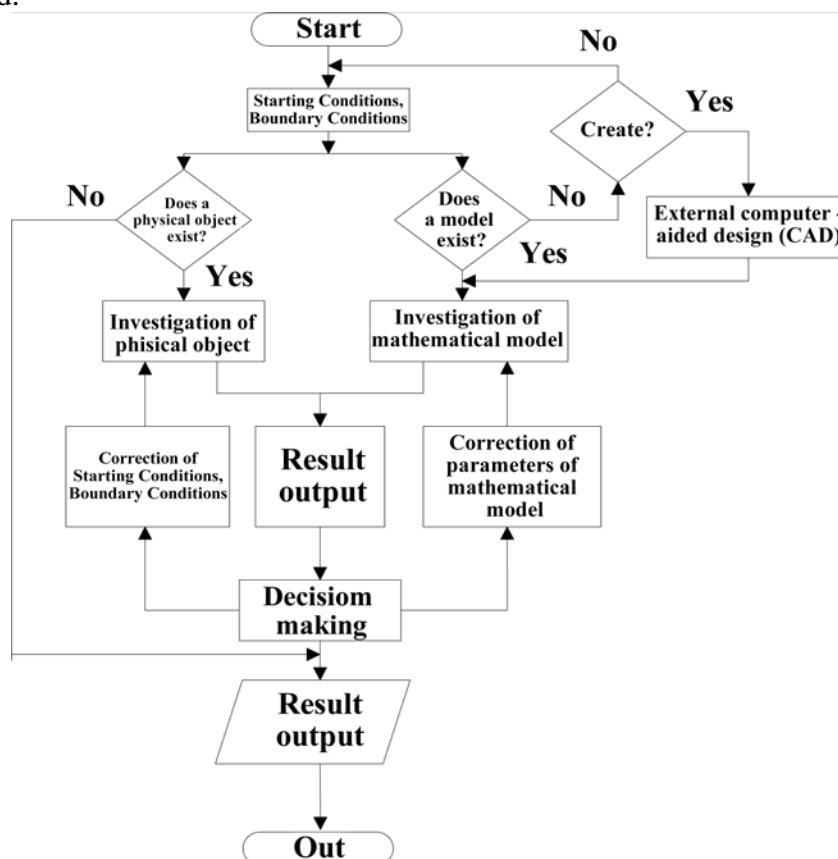 d.
Start
No
Starting Conditions,
Boundary Conditions
Create?
Yes
No
Does a
physical object
exist?
Does
a model
exist?
No
External computer -
aided design (CAD)
Yes
Yes
Investigation of
phisical object
Investigation of
mathematical model
Correction of
Starting Conditions,
Boundary Conditions
Result
output
Correction of
parameters of
mathematical
model
Decisiom
making
Result
output
Out